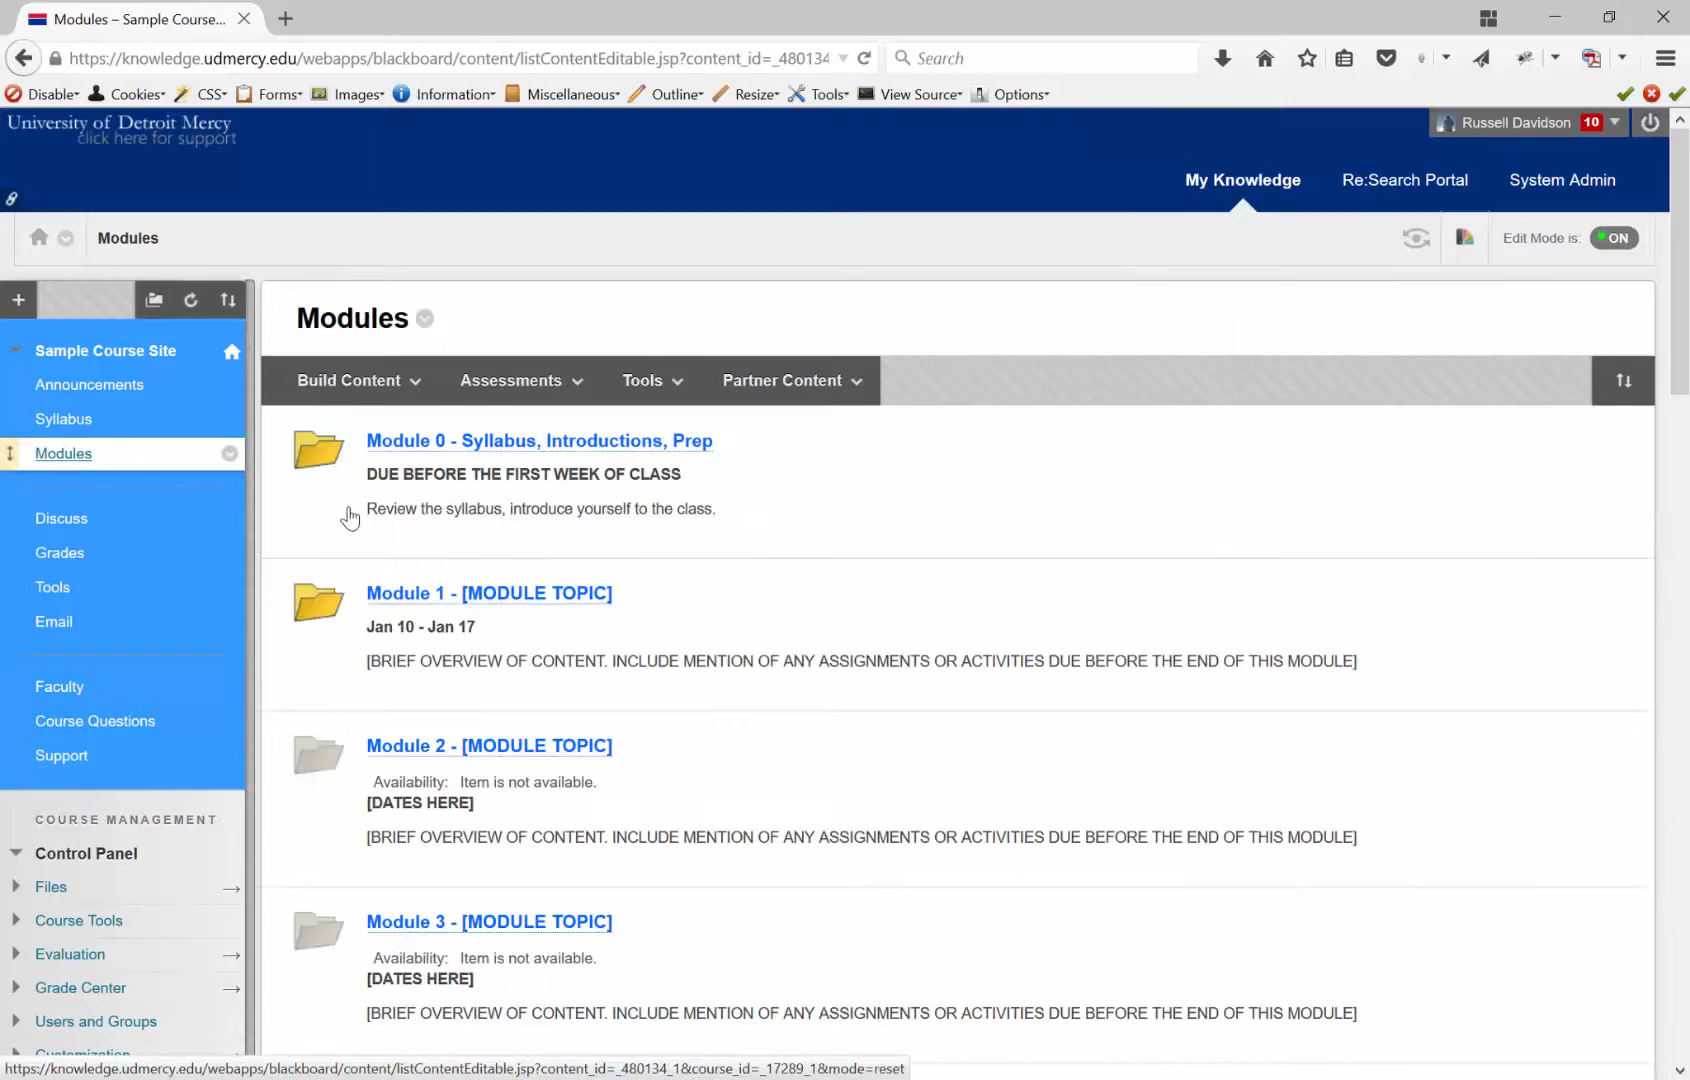 Modules – Sample Course...
https://knowledge.udmercy.edu/webapps/blackboard/content/listContentEditable.jsp?content_id=_480134
Search
Disable
Cookies
CSS
Forms
Images
Information
Miscellaneous
Outline
Resize
Tools
View Source
Options
University of Detroit Mercy
click here for support
Russell Davidson 10
My Knowledge
Re:Search Portal
System Admin
Modules
Edit Mode is: ON
Sample Course Site
Announcements
Syllabus
Modules
Discuss
Grades
Tools
Email
Faculty
Course Questions
Support
COURSE MANAGEMENT
Control Panel
Files
Course Tools
Evaluation
Grade Center
Users and Groups
Customization
Modules
Build Content
Assessments
Tools
Partner Content
Module 0 - Syllabus, Introductions, Prep
DUE BEFORE THE FIRST WEEK OF CLASS
Review the syllabus, introduce yourself to the class.
Module 1 - [MODULE TOPIC]
Jan 10 - Jan 17
[BRIEF OVERVIEW OF CONTENT. INCLUDE MENTION OF ANY ASSIGNMENTS OR ACTIVITIES DUE BEFORE THE END OF THIS MODULE]
Module 2 - [MODULE TOPIC]
Availability: Item is not available.
[DATES HERE]
[BRIEF OVERVIEW OF CONTENT. INCLUDE MENTION OF ANY ASSIGNMENTS OR ACTIVITIES DUE BEFORE THE END OF THIS MODULE]
Module 3 - [MODULE TOPIC]
Availability: Item is not available.
[DATES HERE]
[BRIEF OVERVIEW OF CONTENT. INCLUDE MENTION OF ANY ASSIGNMENTS OR ACTIVITIES DUE BEFORE THE END OF THIS MODULE]
https://knowledge.udmercy.edu/webapps/blackboard/content/listContentEditable.jsp?content_id=_480134_1&course_id=_17289_1&mode=reset